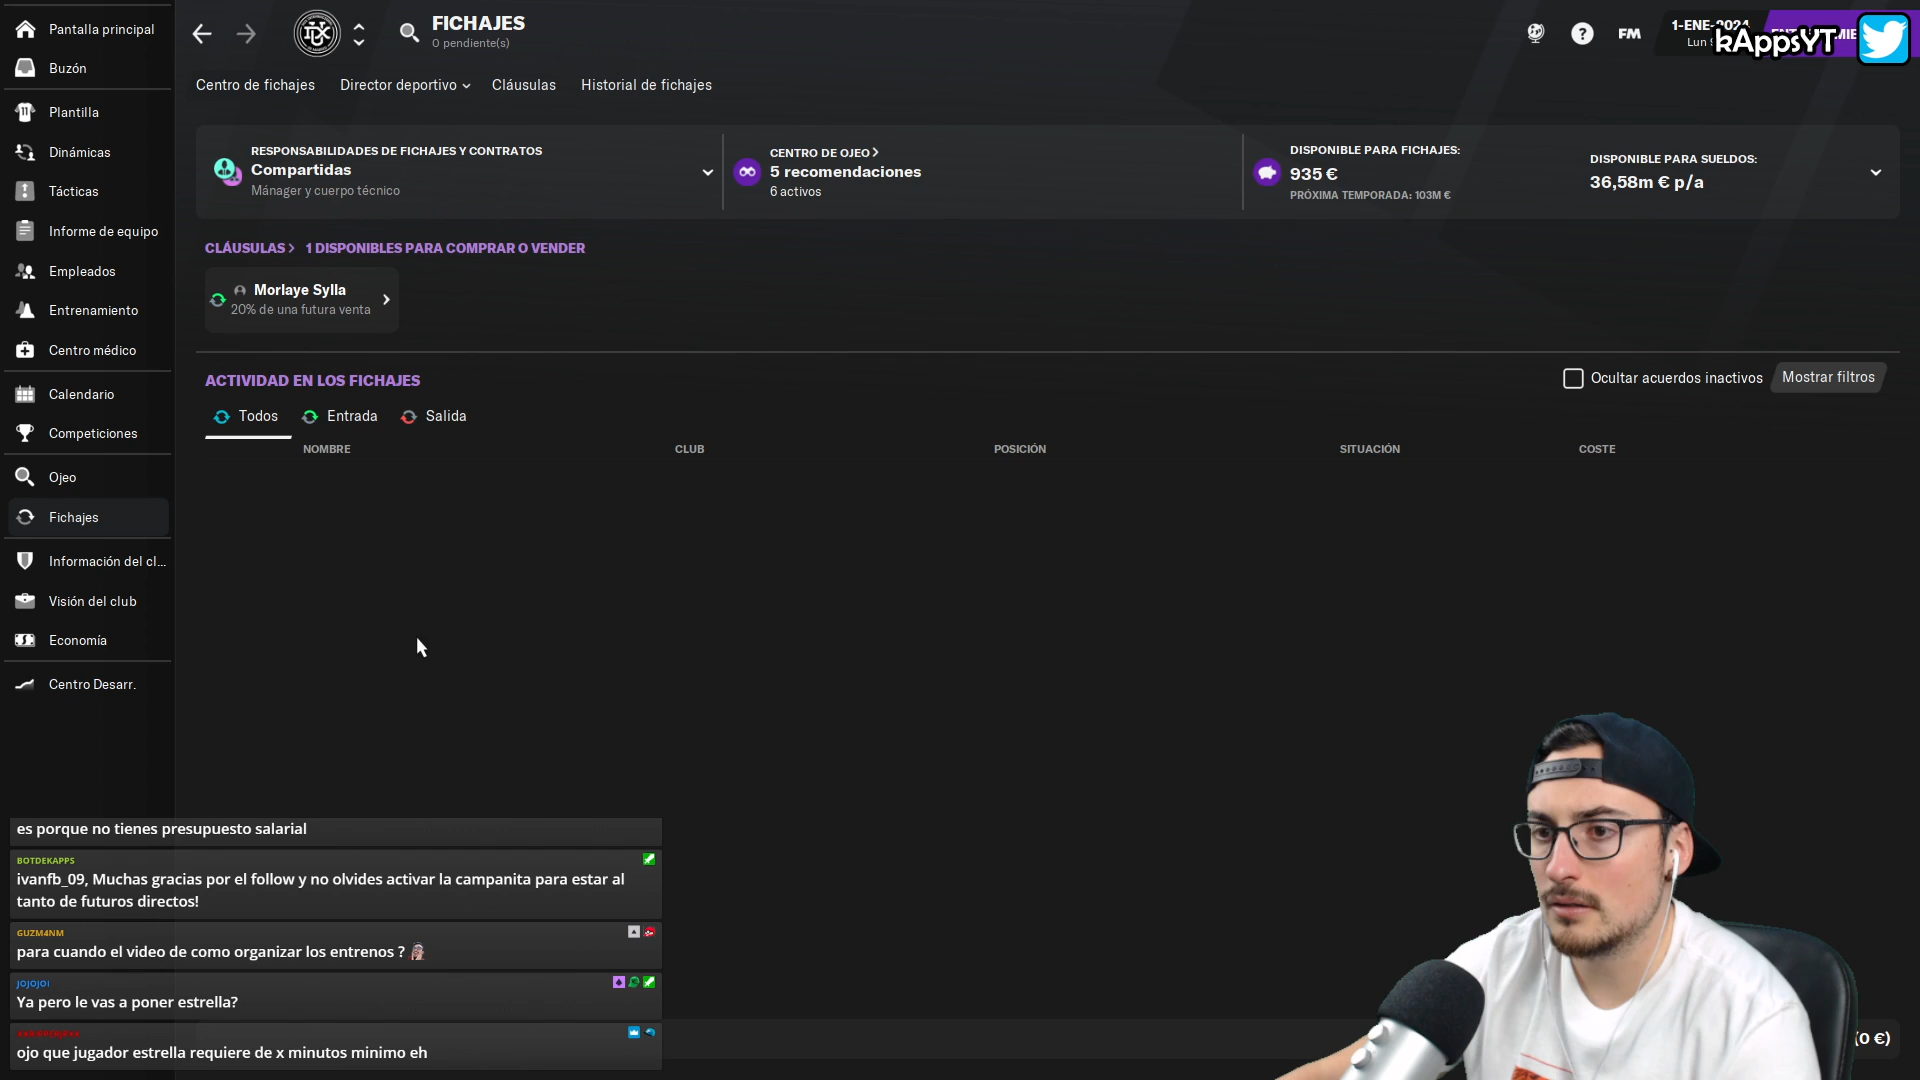 Pantalla principal
Buzón
Plantilla
Dinámicas
Tácticas
Informe de equipo
Empleados
Entrenamiento
Centro médico
Calendario
Competiciones
Ojeo
Fichajes
Información del cl...
Visión del club
Economía
Centro Desarr.
FICHAJES
0 pendiente(s)
FM
1-ENE-2024
Lun
kAppsYT
Centro de fichajes
Director deportivo
Cláusulas
Historial de fichajes
RESPONSABILIDADES DE FICHAJES Y CONTRATOS
Compartidas
Mánager y cuerpo técnico
CENTRO DE OJEO
5 recomendaciones
6 activos
DISPONIBLE PARA FICHAJES:
935 €
PRÓXIMA TEMPORADA: 103M €
DISPONIBLE PARA SUELDOS:
36,58m € p/a
CLÁUSULAS > 1 DISPONIBLES PARA COMPRAR O VENDER
Morlaye Sylla
20% de una futura venta
ACTIVIDAD EN LOS FICHAJES
Ocultar acuerdos inactivos
Mostrar filtros
Todos
Entrada
Salida
NOMBRE
CLUB
POSICIÓN
SITUACIÓN
COSTE
es porque no tienes presupuesto salarial
BOTDEKAPPS
ivanfb_09, Muchas gracias por el follow y no olvides activar la campanita para estar al
tanto de futuros directos!
GUZM4NM
para cuando el video de como organizar los entrenos ?
JOJOJOI
Ya pero le vas a poner estrella?
ojo que jugador estrella requiere de x minutos minimo eh
(0 €)